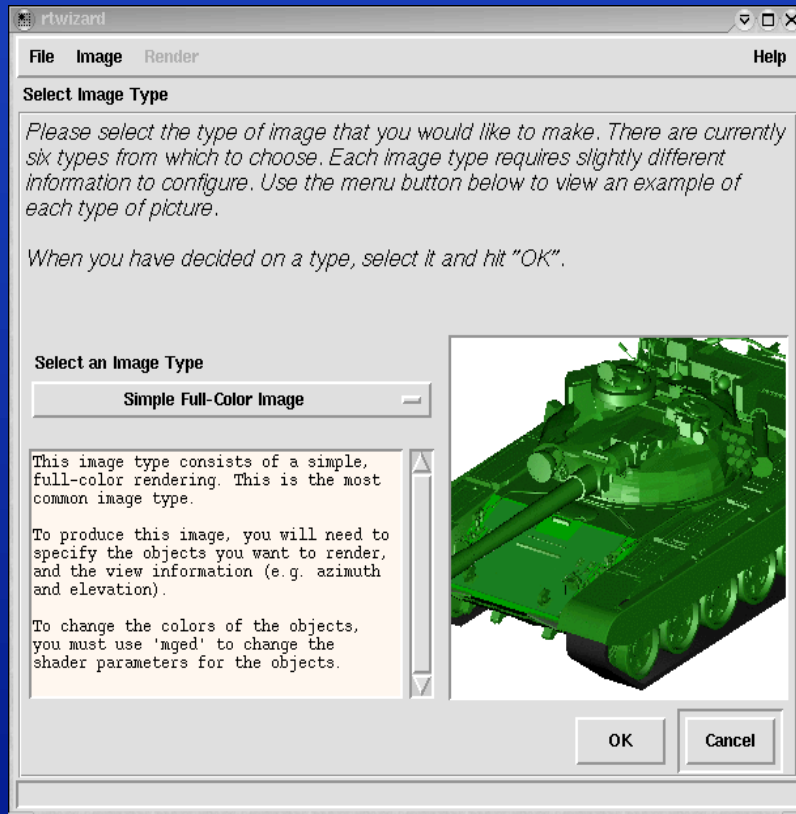 rtwizard
File Image Render Help
Select Image Type
Please select the type of image that you would like to make. There are currently
six types from which to choose. Each image type requires slightly different
information to configure. Use the menu button below to view an example of
each type of picture.
When you have decided on a type, select it and hit "OK".
Select an Image Type
Simple Full-Color Image
This image type consists of a simple,
full-color rendering. This is the most
common image type.
To produce this image, you will need to
specify the objects you want to render,
and the view information (e.g. azimuth
and elevation).
To change the colors of the objects,
you must use 'mged' to change the
shader parameters for the objects.
OK Cancel